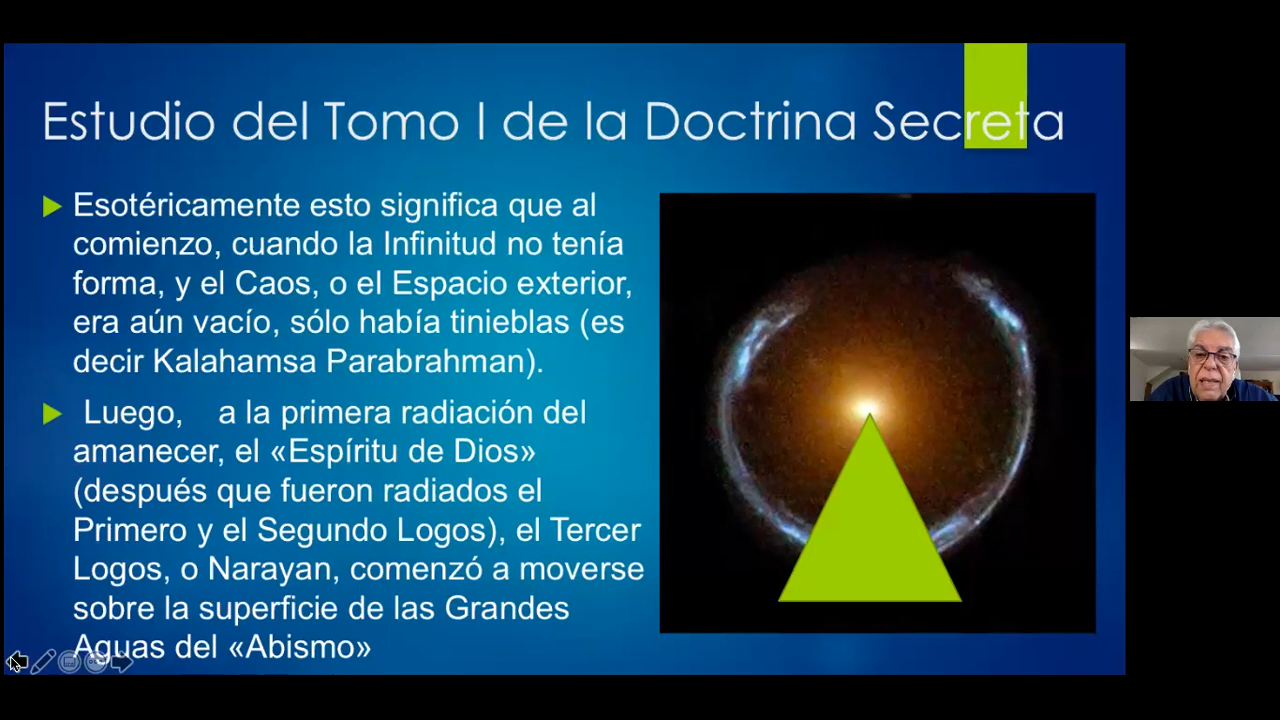 Estudio del Tomo I de la Doctrina Secreta
Esotéricamente esto significa que al
comienzo, cuando la Infinitud no tenía
forma, y el Caos, o el Espacio exterior,
era aún vacío, sólo había tinieblas (es
decir Kalahamsa Parabrahman).
Luego, a la primera radiación del
amanecer, el «Espíritu de Dios»
(después que fueron radiados el
Primero y el Segundo Logos), el Tercer
Logos, o Narayan, comenzó a moverse
sobre la superficie de las Grandes
Aguas del «Abismo»